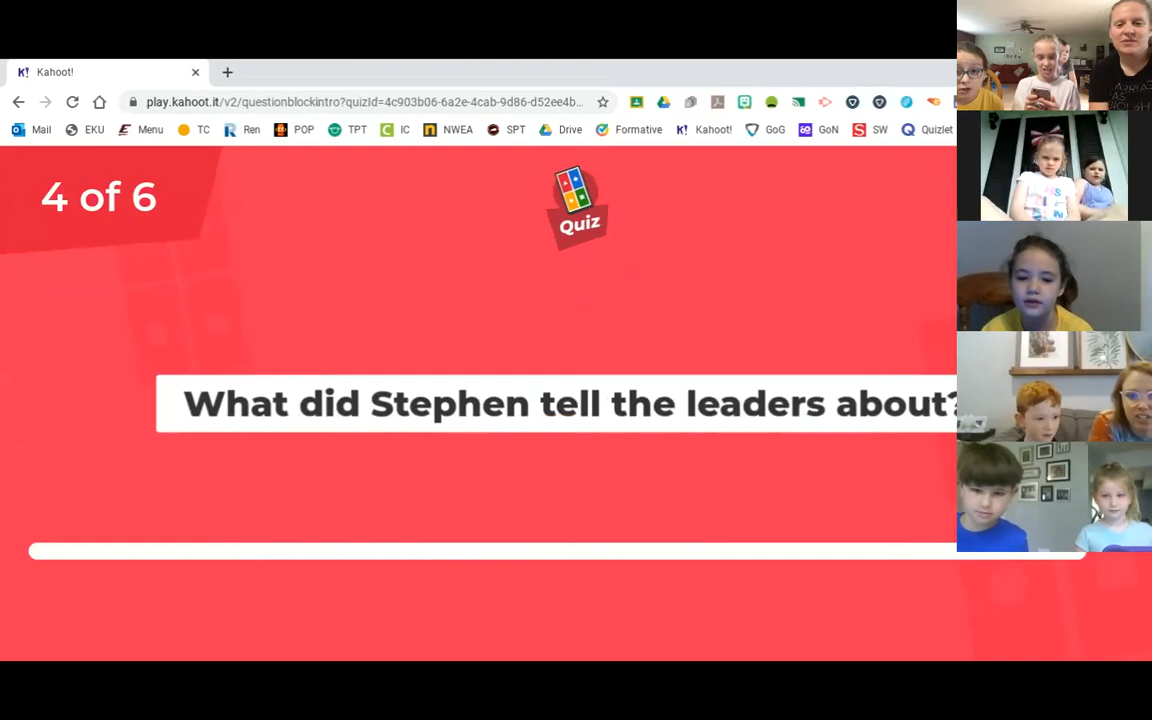 Kahoot!
play.kahoot.it/v2/questionblockintro?quizId=4c903b06-6a2e-4cab-9d86-d52ee4b...
Mail EKU Menu TC Ren POP TPT IC NWEA SPT Drive Formative Kahoot! GoG GoN SW Quizlet
4 of 6
Quiz
What did Stephen tell the leaders about?